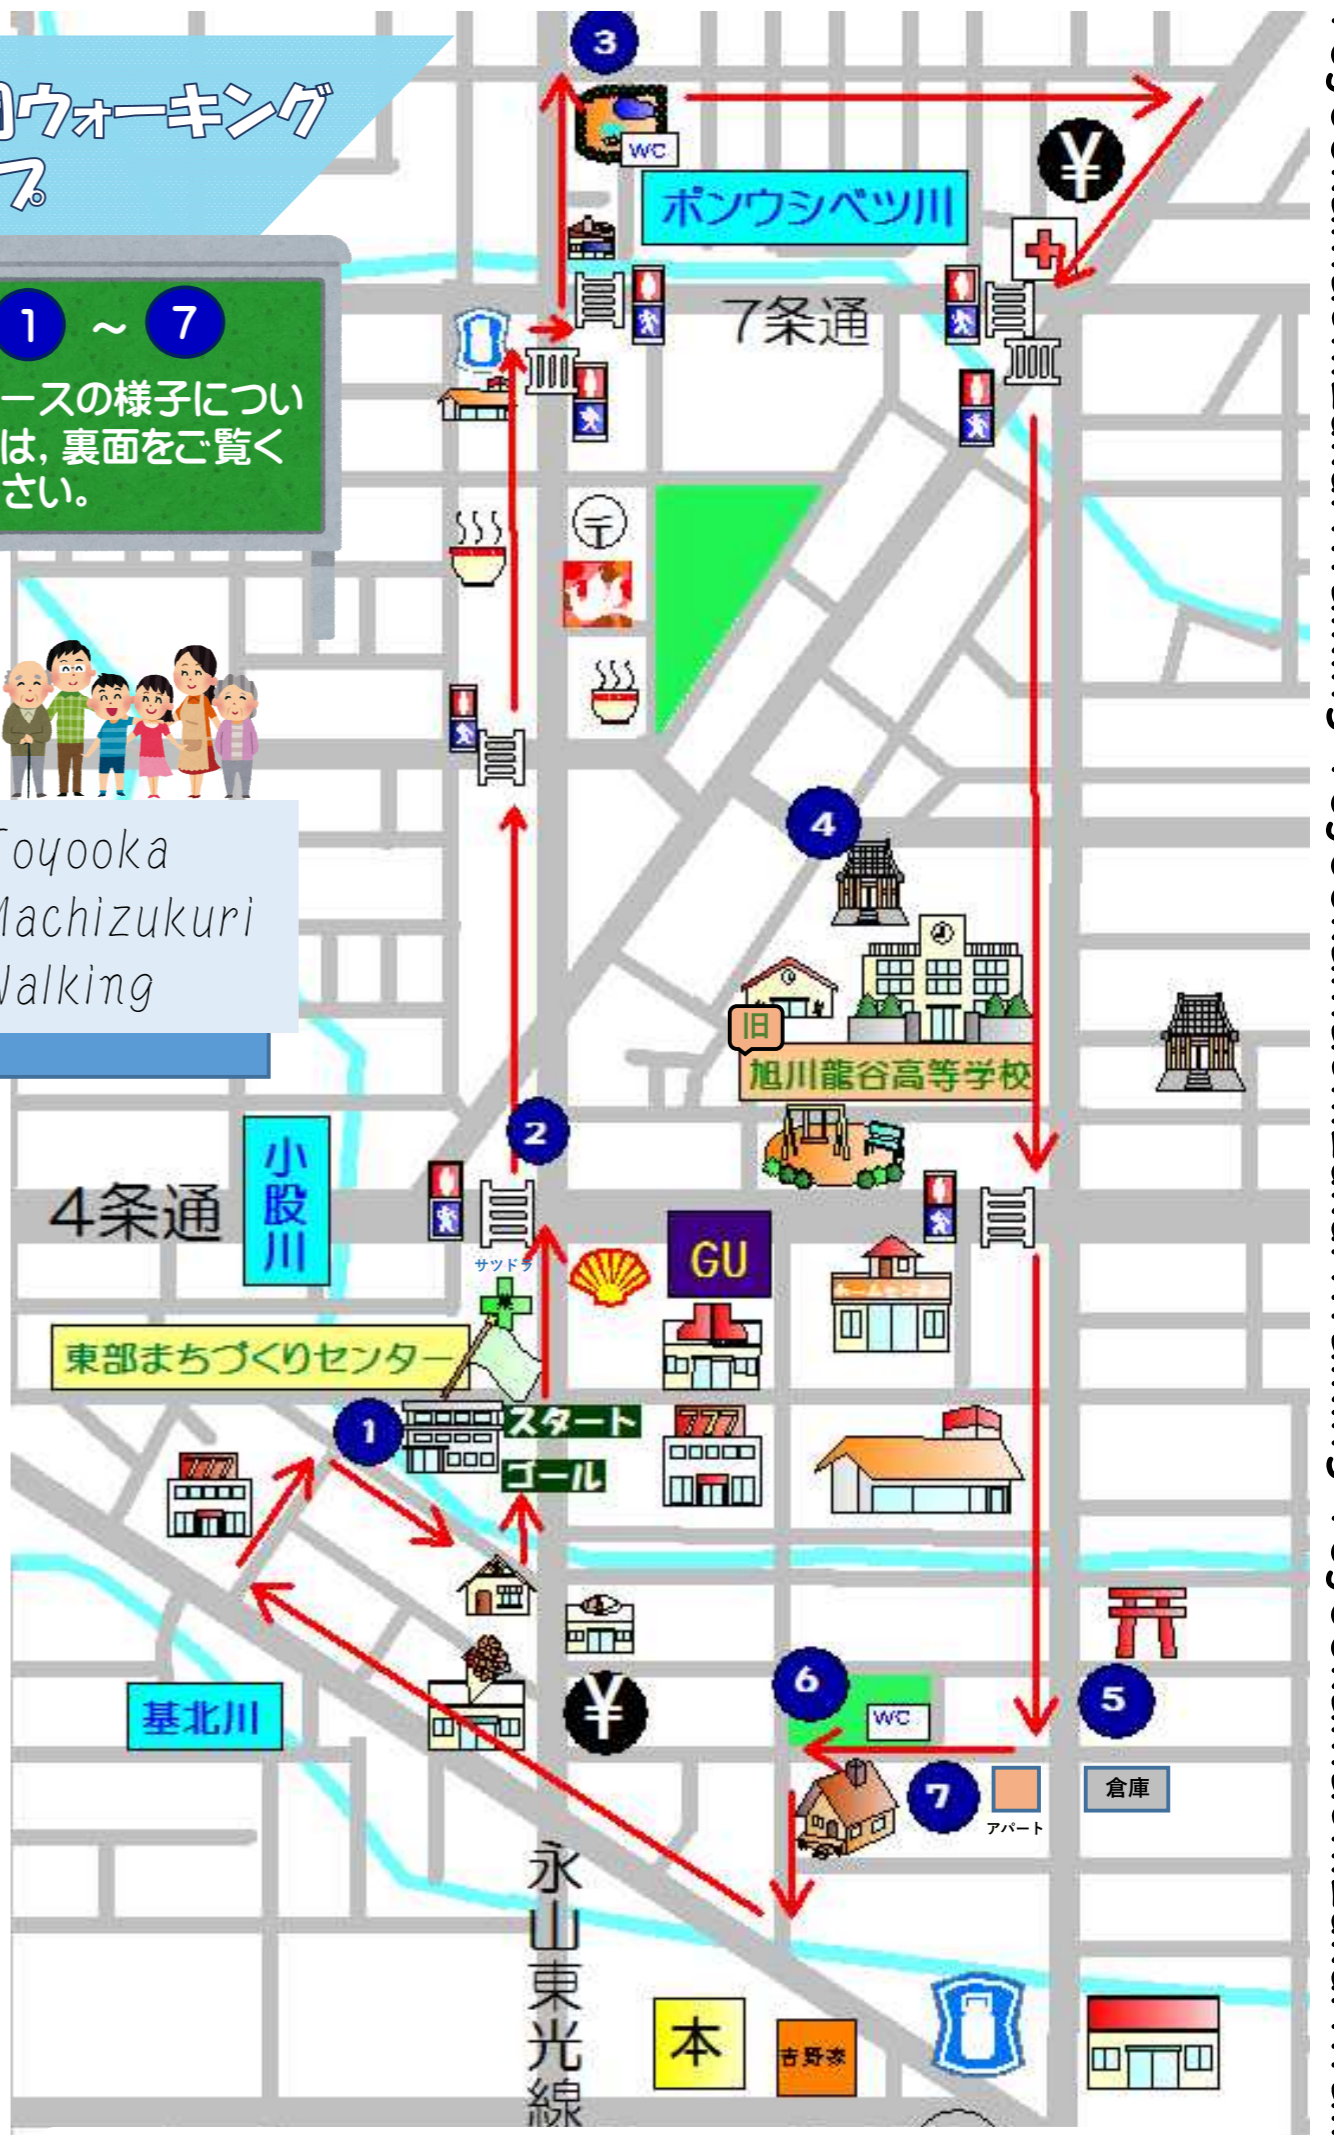 ウォーキング
プ
3
WC
¥
ポンウシベツ川
1 ～ 7
ースの様子につい
は, 裏面をご覧く
さい。
7条通
〒
Toyooka
Machizukuri
Walking
4
旧
旭川龍谷高等学校
2
小股川
4条通
サツドラ
GU
東部まちづくりセンター
1
スタート
ゴール
777
777
6
WC
5
¥
基北川
7
アパート
倉庫
永山東光線
本
吉野家